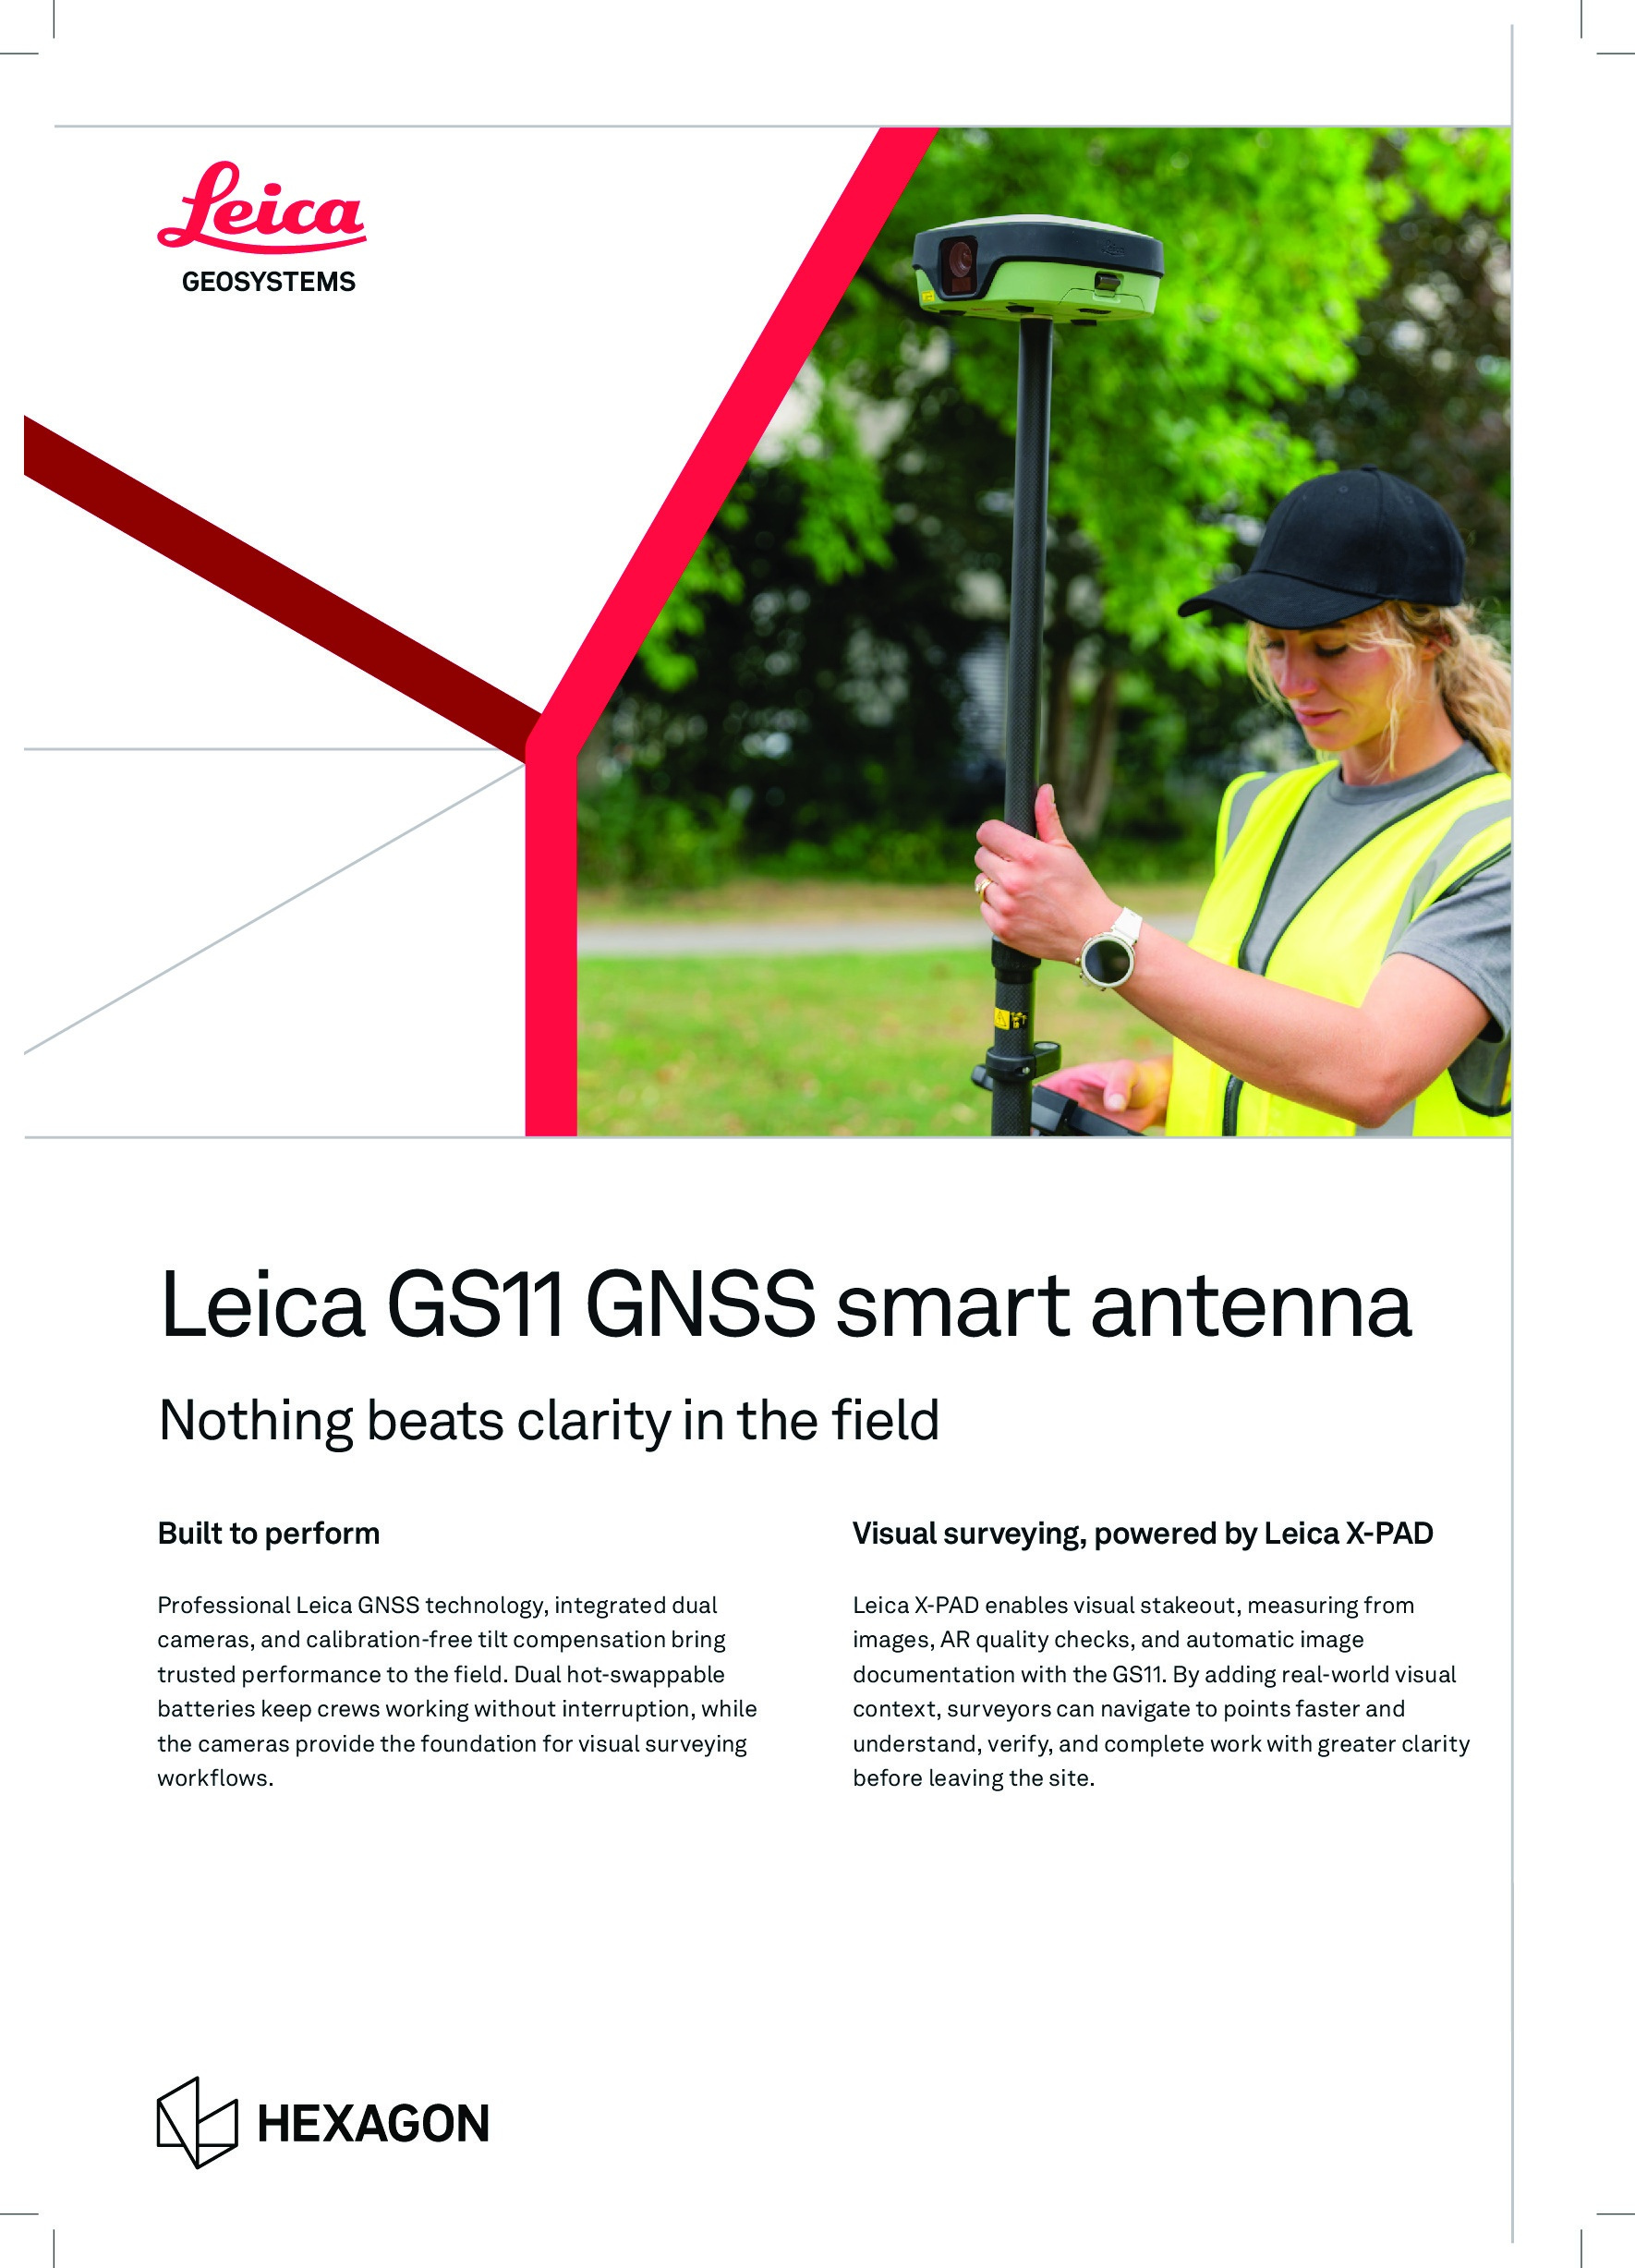 Leica
GEOSYSTEMS
Leica GS11 GNSS smart antenna
Nothing beats clarity in the field
Built to perform
Professional Leica GNSS technology, integrated dual
cameras, and calibration-free tilt compensation bring
trusted performance to the field. Dual hot-swappable
batteries keep crews working without interruption, while
the cameras provide the foundation for visual surveying
workflows.
Visual surveying, powered by Leica X-PAD
Leica X-PAD enables visual stakeout, measuring from
images, AR quality checks, and automatic image
documentation with the GS11. By adding real-world visual
context, surveyors can navigate to points faster and
understand, verify, and complete work with greater clarity
before leaving the site.
HEXAGON